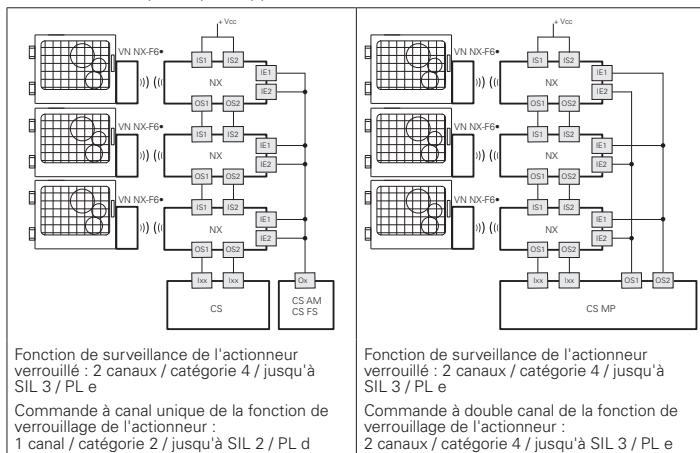 + Vcc
VN NX-F6•
IS1 IS2
IE1
NX
IE2
OS1 OS2
VN NX-F6•
IS1 IS2
IE1
NX
IE2
OS1 OS2
VN NX-F6•
IS1 IS2
IE1
NX
IE2
OS1 OS2
Ixx Ixx
Ox
CS
CS AM
CS FS
Fonction de surveillance de l'actionneur
verrouillé : 2 canaux / catégorie 4 / jusqu'à
SIL 3 / PL e
Commande à canal unique de la fonction de
verrouillage de l'actionneur :
1 canal / catégorie 2 / jusqu'à SIL 2 / PL d
+ Vcc
VN NX-F6•
IS1 IS2
IE1
NX
IE2
OS1 OS2
VN NX-F6•
IS1 IS2
IE1
NX
IE2
OS1 OS2
VN NX-F6•
IS1 IS2
IE1
NX
IE2
OS1 OS2
Ixx Ixx
OS1 OS2
CS MP
Fonction de surveillance de l'actionneur
verrouillé : 2 canaux / catégorie 4 / jusqu'à
SIL 3 / PL e
Commande à double canal de la fonction de
verrouillage de l'actionneur :
2 canaux / catégorie 4 / jusqu'à SIL 3 / PL e